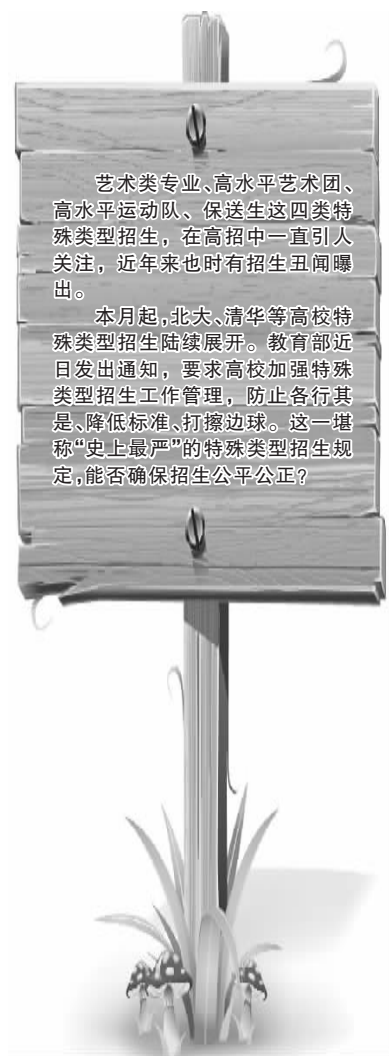 艺术类专业、高水平艺术团、
高水平运动队、保送生这四类特
殊类型招生，在高招中一直引人
关注，近年来也时有招生丑闻曝
出。
本月起,北大、清华等高校特
殊类型招生陆续展开。教育部近
日发出通知，要求高校加强特殊
类型招生工作管理，防止各行其
是、降低标准、打擦边球。这一堪
称“史上最严”的特殊类型招生规
定,能否确保招生公平公正?